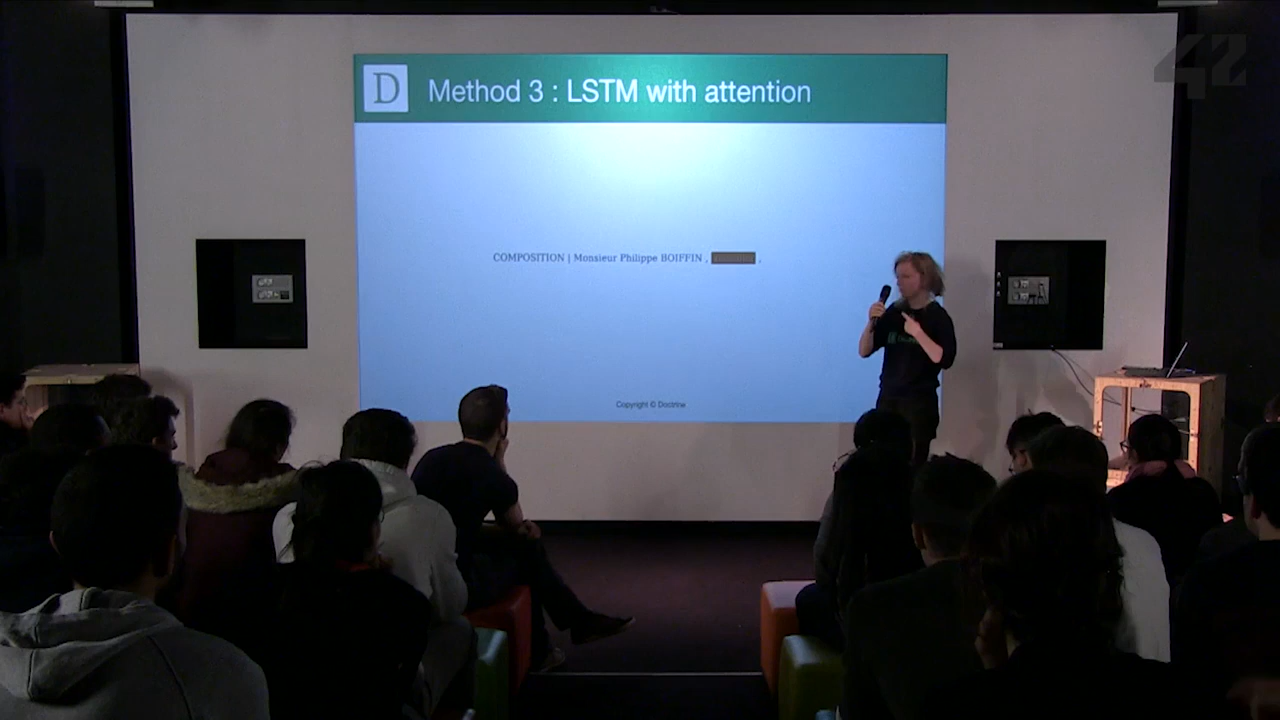 42
D
Method 3 : LSTM with attention
COMPOSITION | Monsieur Philippe BOIFFIN ,
Copyright © Doctrine